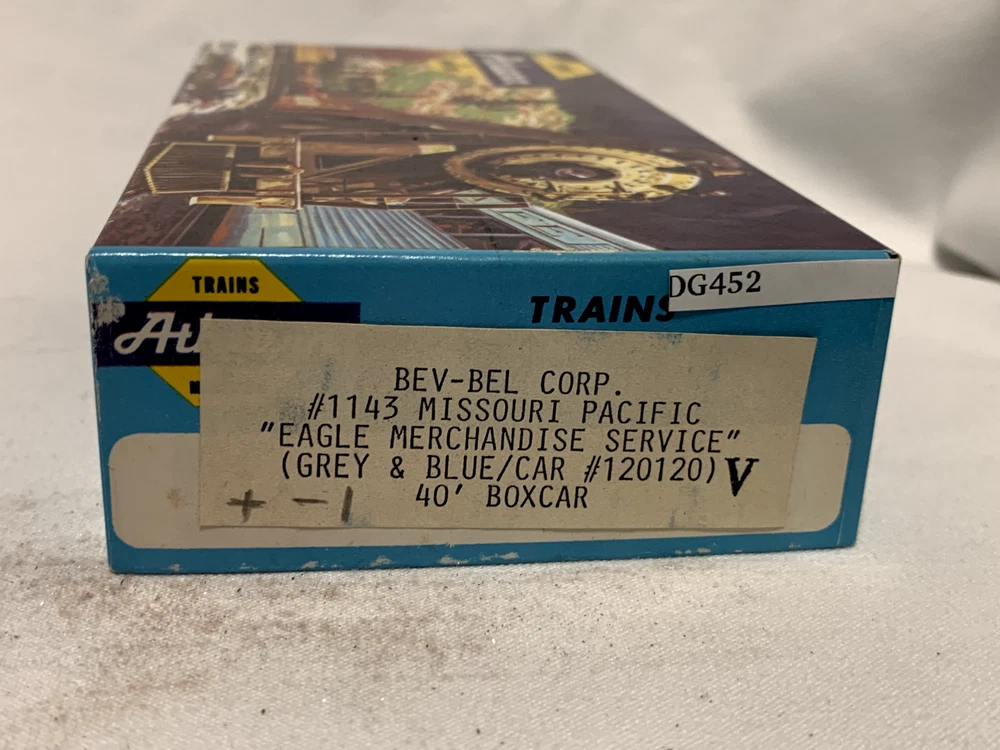 TRAINS
TRAINS
DG452
BEV-BEL CORP.
#1143 MISSOURI PACIFIC
"EAGLE MERCHANDISE SERVICE"
(GREY & BLUE/CAR #120120) V
40' BOXCAR
+ -1